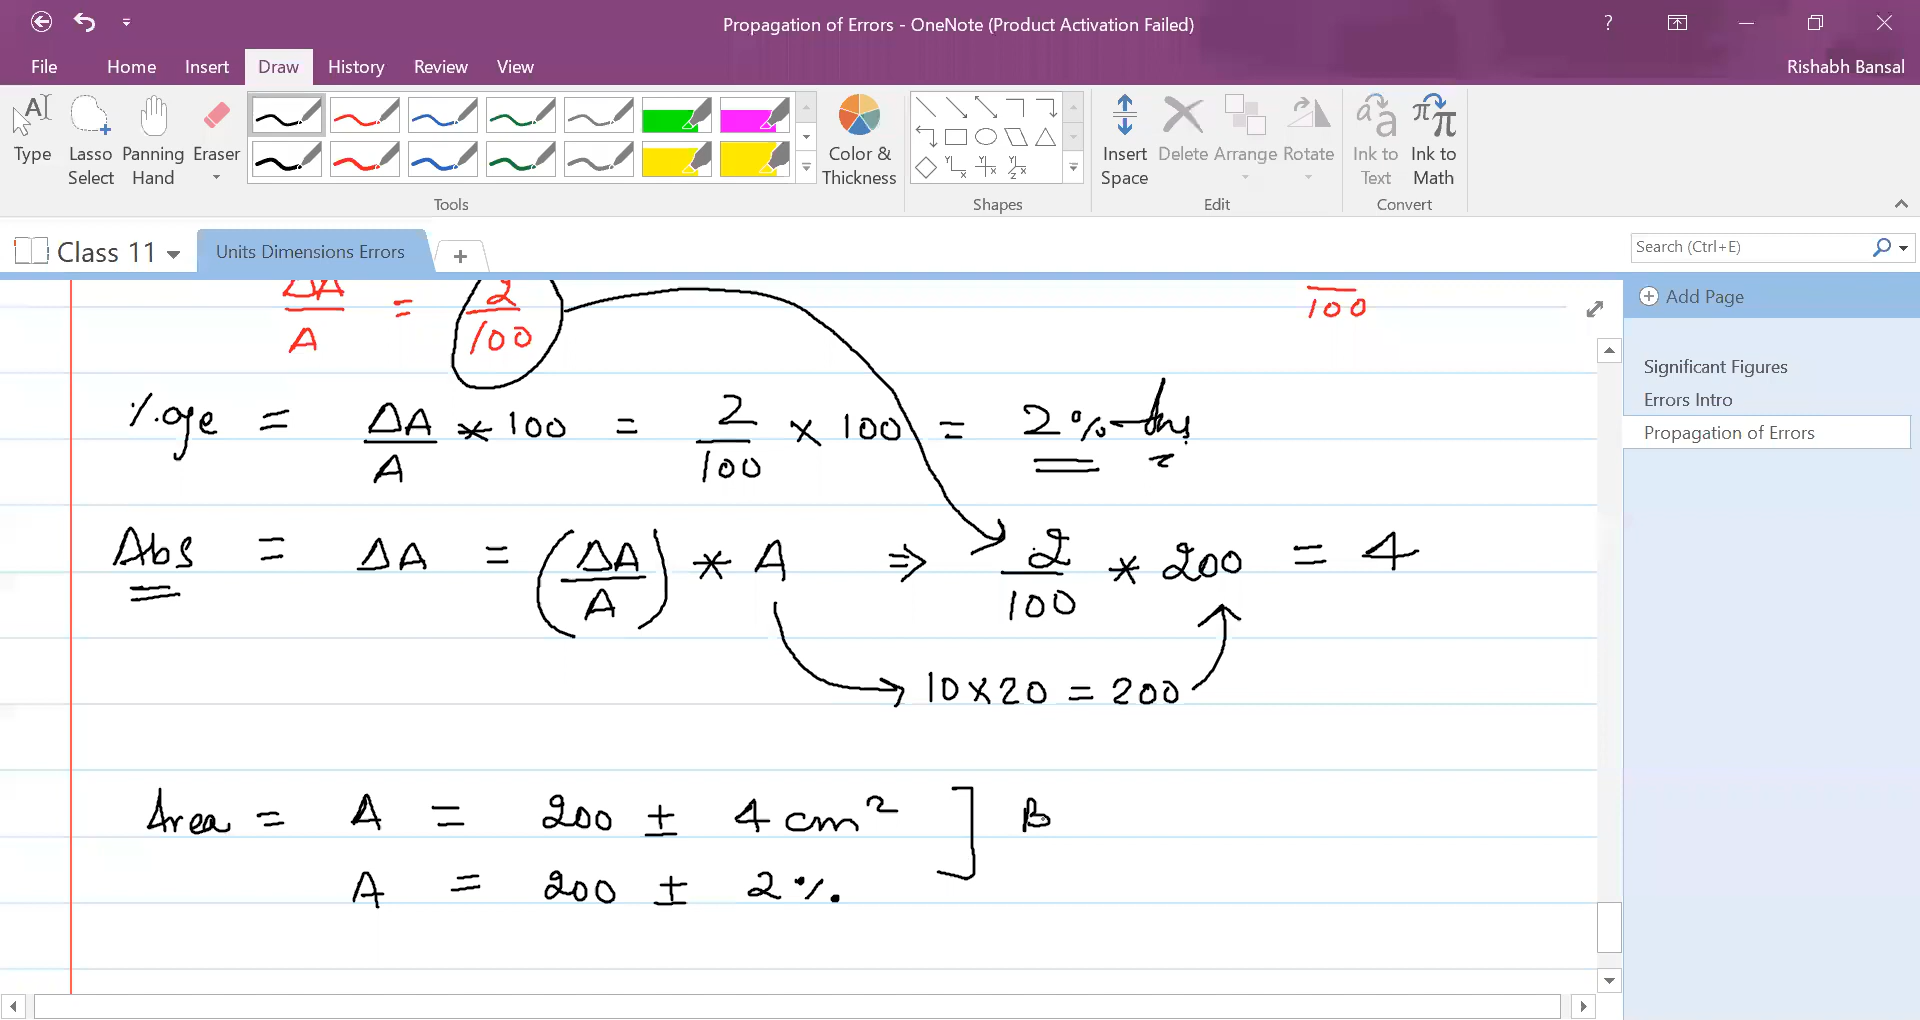 Propagation of Errors - OneNote (Product Activation Failed)
?
File Home Insert Draw History Review View
Rishabh Bansal
Type
Lasso Select
Panning Hand
Eraser
Color & Thickness
Insert Space
Delete
Arrange
Rotate
Ink to Text
Ink to Math
Tools
Shapes
Edit
Convert
Class 11
Units Dimensions Errors
Search (Ctrl+E)
Add Page
Significant Figures
Errors Intro
Propagation of Errors
ΔA/A = 2/100
100
%age = ΔA/A * 100 = 2/100 × 100 = 2% Ans
Abs = ΔA = (ΔA/A) * A ⇒ 2/100 * 200 = 4
10×20 = 200
Area = A = 200 ± 4 cm² ] B
A = 200 ± 2%.